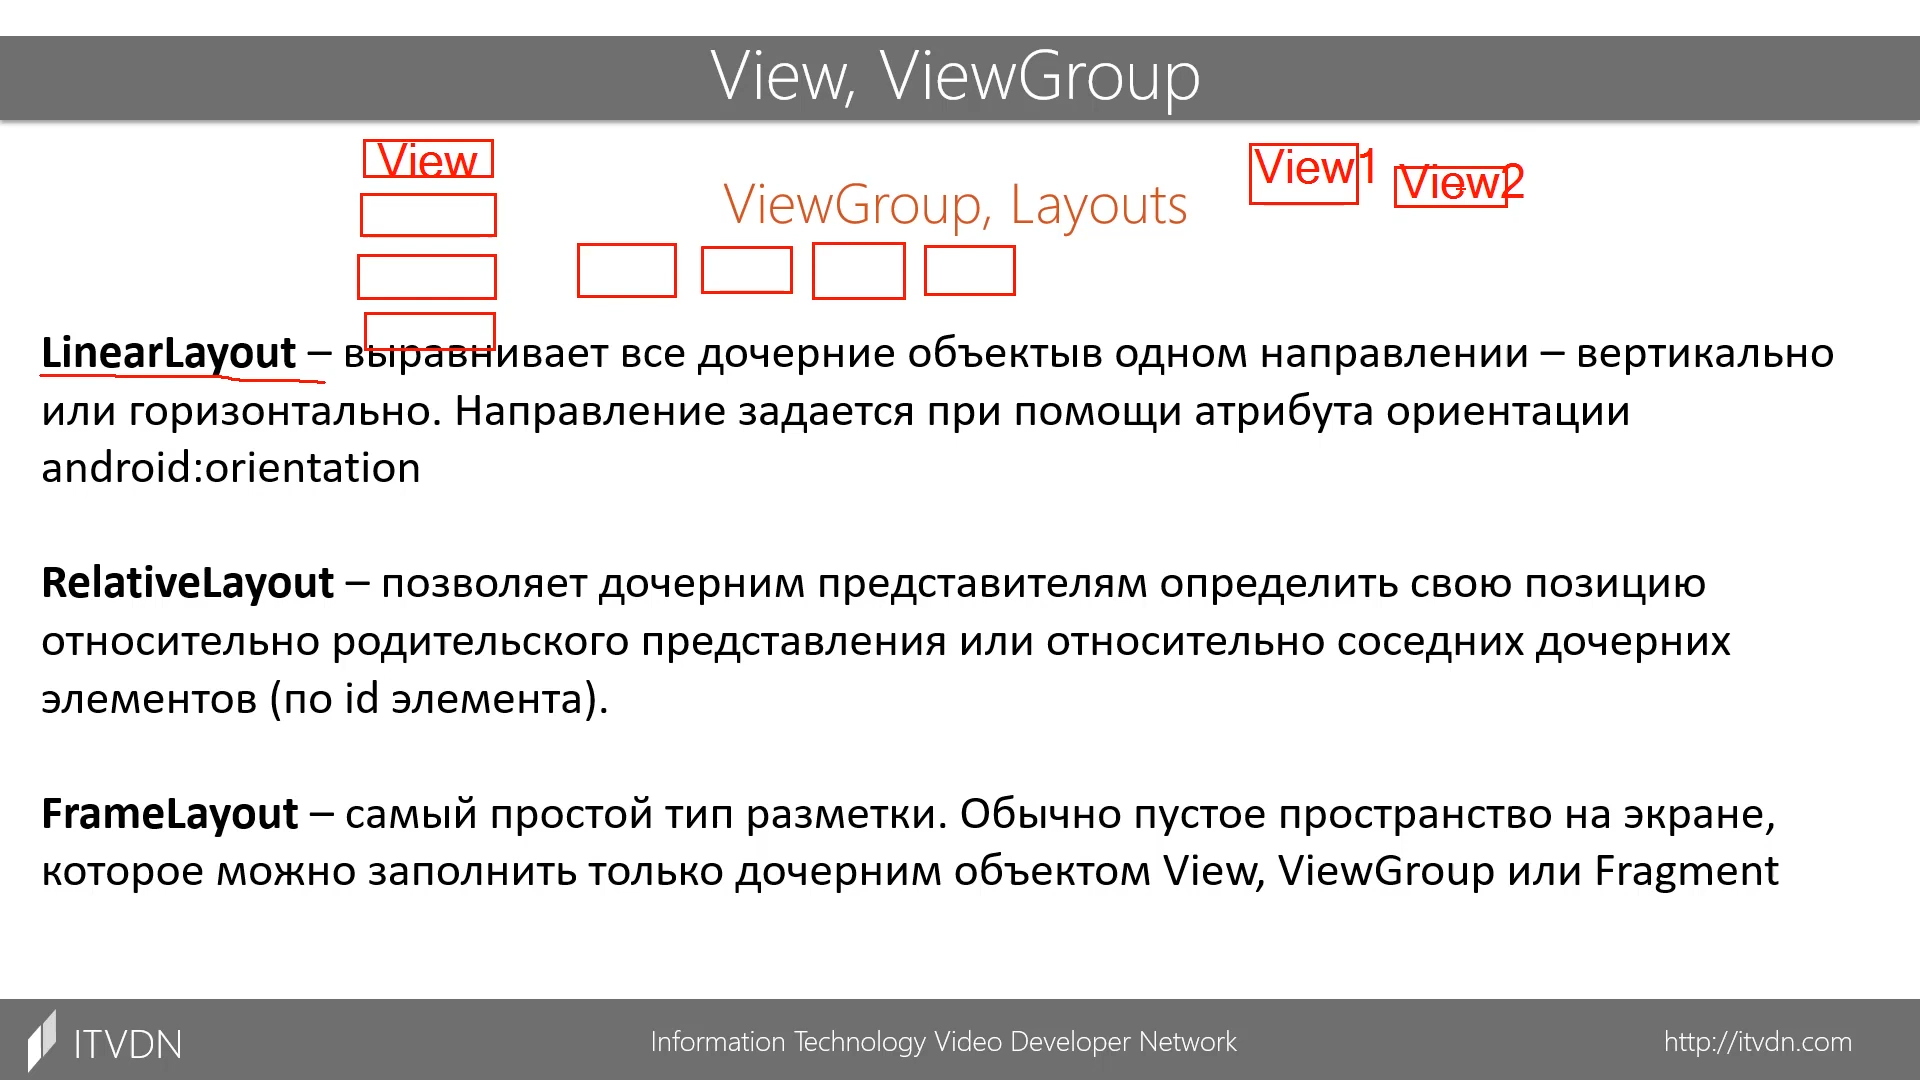 View, ViewGroup
View
View1
View2
ViewGroup, Layouts
LinearLayout – выравнивает все дочерние объектыв одном направлении – вертикально
или горизонтально. Направление задается при помощи атрибута ориентации
android:orientation
RelativeLayout – позволяет дочерним представителям определить свою позицию
относительно родительского представления или относительно соседних дочерних
элементов (по id элемента).
FrameLayout – самый простой тип разметки. Обычно пустое пространство на экране,
которое можно заполнить только дочерним объектом View, ViewGroup или Fragment
ITVDN
Information Technology Video Developer Network
http://itvdn.com